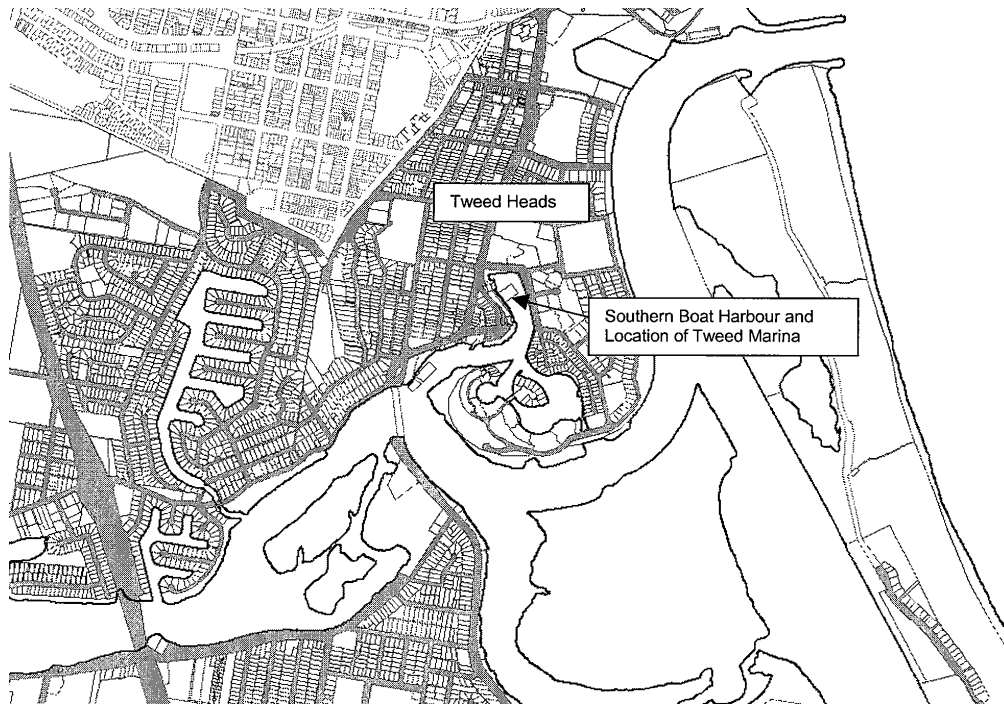 Tweed Heads
Southern Boat Harbour and
Location of Tweed Marina